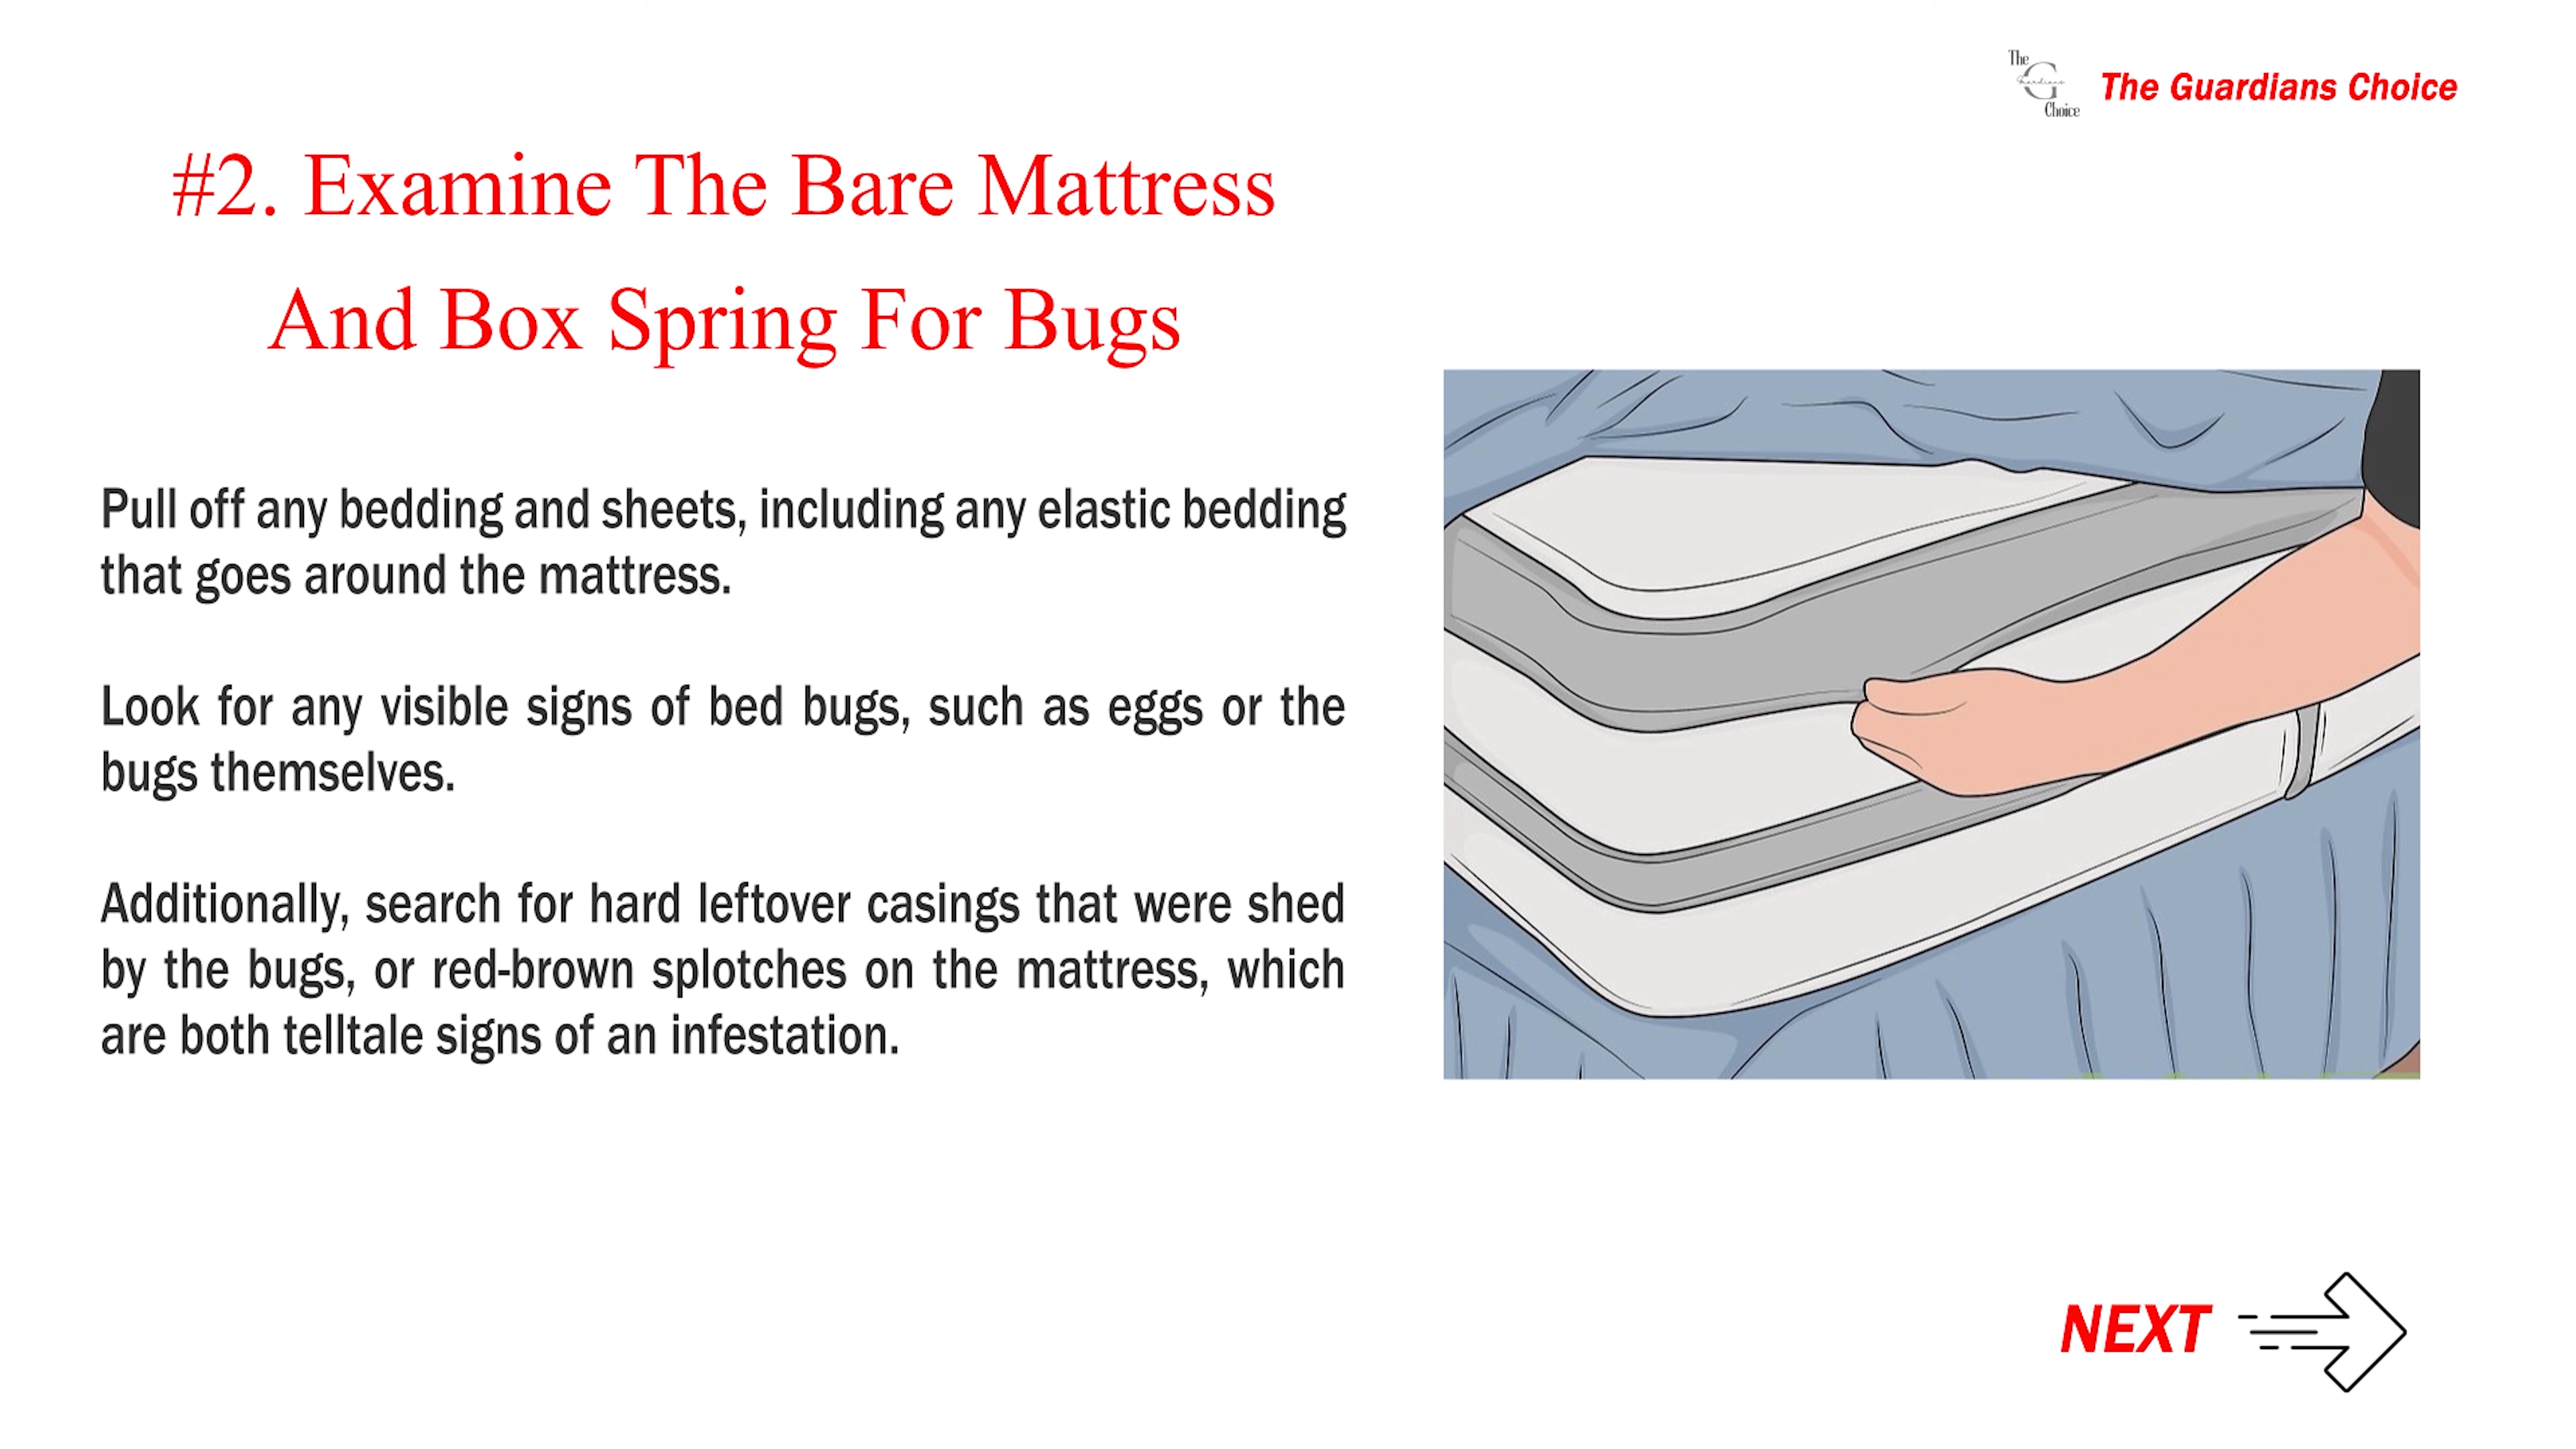 The
Guardians
Choice
The Guardians Choice
#2. Examine The Bare Mattress
And Box Spring For Bugs
Pull off any bedding and sheets, including any elastic bedding
that goes around the mattress.
Look for any visible signs of bed bugs, such as eggs or the
bugs themselves.
Additionally, search for hard leftover casings that were shed
by the bugs, or red-brown splotches on the mattress, which
are both telltale signs of an infestation.
NEXT